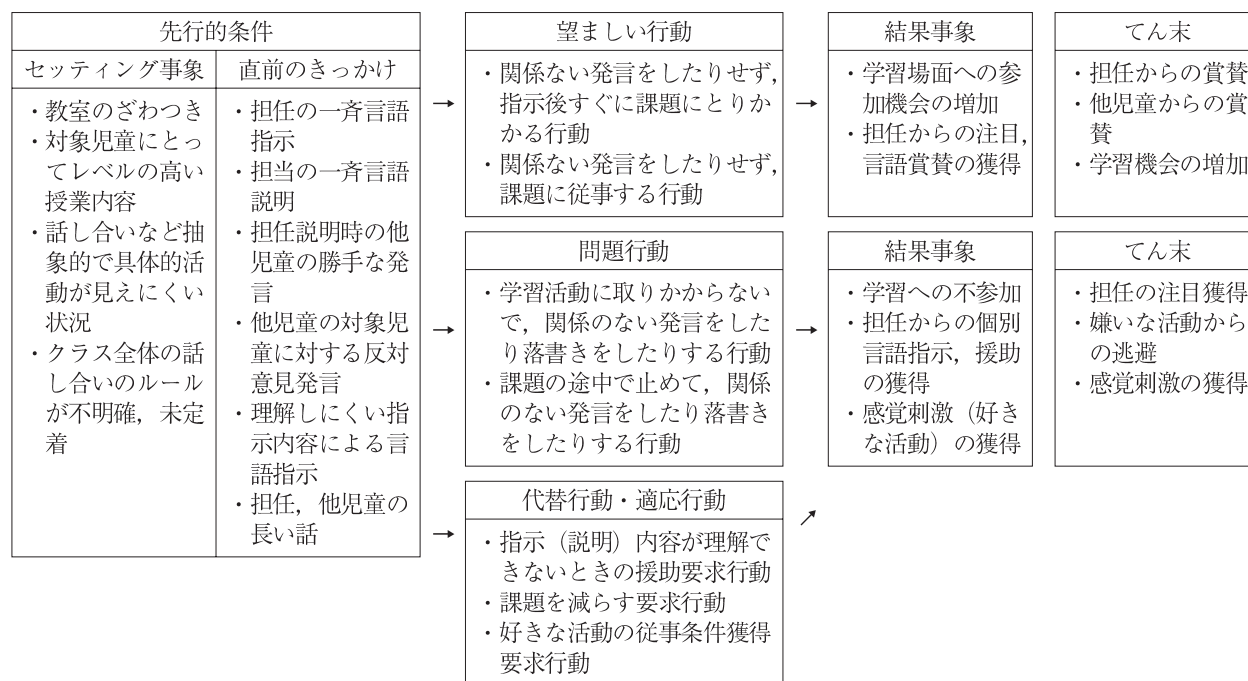 先行的条件
セッティング事象
・教室のざわつき
・対象児童にとっ
てレベルの高い
授業内容
・話し合いなど抽
象的で具体的活
動が見えにくい
状況
・クラス全体の話
し合いのルール
が不明確，未定
着
直前のきっかけ
・担任の一斉言語
指示
・担当の一斉言語
説明
・担任説明時の他
児童の勝手な発
言
・他児童の対象児
童に対する反対
意見発言
・理解しにくい指
示内容による言
語指示
・担任，他児童の
長い話
→
望ましい行動
・関係ない発言をしたりせず，
指示後すぐに課題にとりか
かる行動
・関係ない発言をしたりせず，
課題に従事する行動
→
結果事象
・学習場面への参
加機会の増加
・担任からの注目，
言語賞賛の獲得
てん末
・担任からの賞賛
・他児童からの賞
賛
・学習機会の増加
→
問題行動
・学習活動に取りかからない
で，関係のない発言をした
り落書きをしたりする行動
・課題の途中で止めて，関係
のない発言をしたり落書き
をしたりする行動
→
結果事象
・学習への不参加
・担任からの個別
言語指示，援助
の獲得
・感覚刺激（好き
な活動）の獲得
てん末
・担任の注目獲得
・嫌いな活動から
の逃避
・感覚刺激の獲得
→
代替行動・適応行動
・指示（説明）内容が理解で
きないときの援助要求行動
・課題を減らす要求行動
・好きな活動の従事条件獲得
要求行動
↗